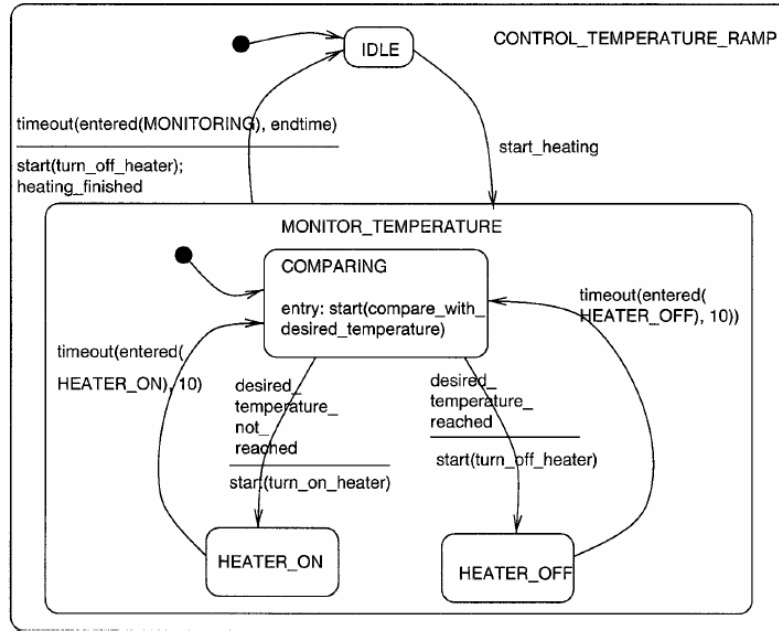 CONTROL_TEMPERATURE_RAMP
IDLE
timeout(entered(MONITORING), endtime)
start(turn_off_heater);
heating_finished
start_heating
MONITOR_TEMPERATURE
COMPARING
entry: start(compare_with_
desired_temperature)
timeout(entered(
HEATER_OFF), 10))
timeout(entered(
HEATER_ON), 10)
desired_
temperature_
not_
reached
start(turn_on_heater)
desired_
temperature_
reached
start(turn_off_heater)
HEATER_ON
HEATER_OFF